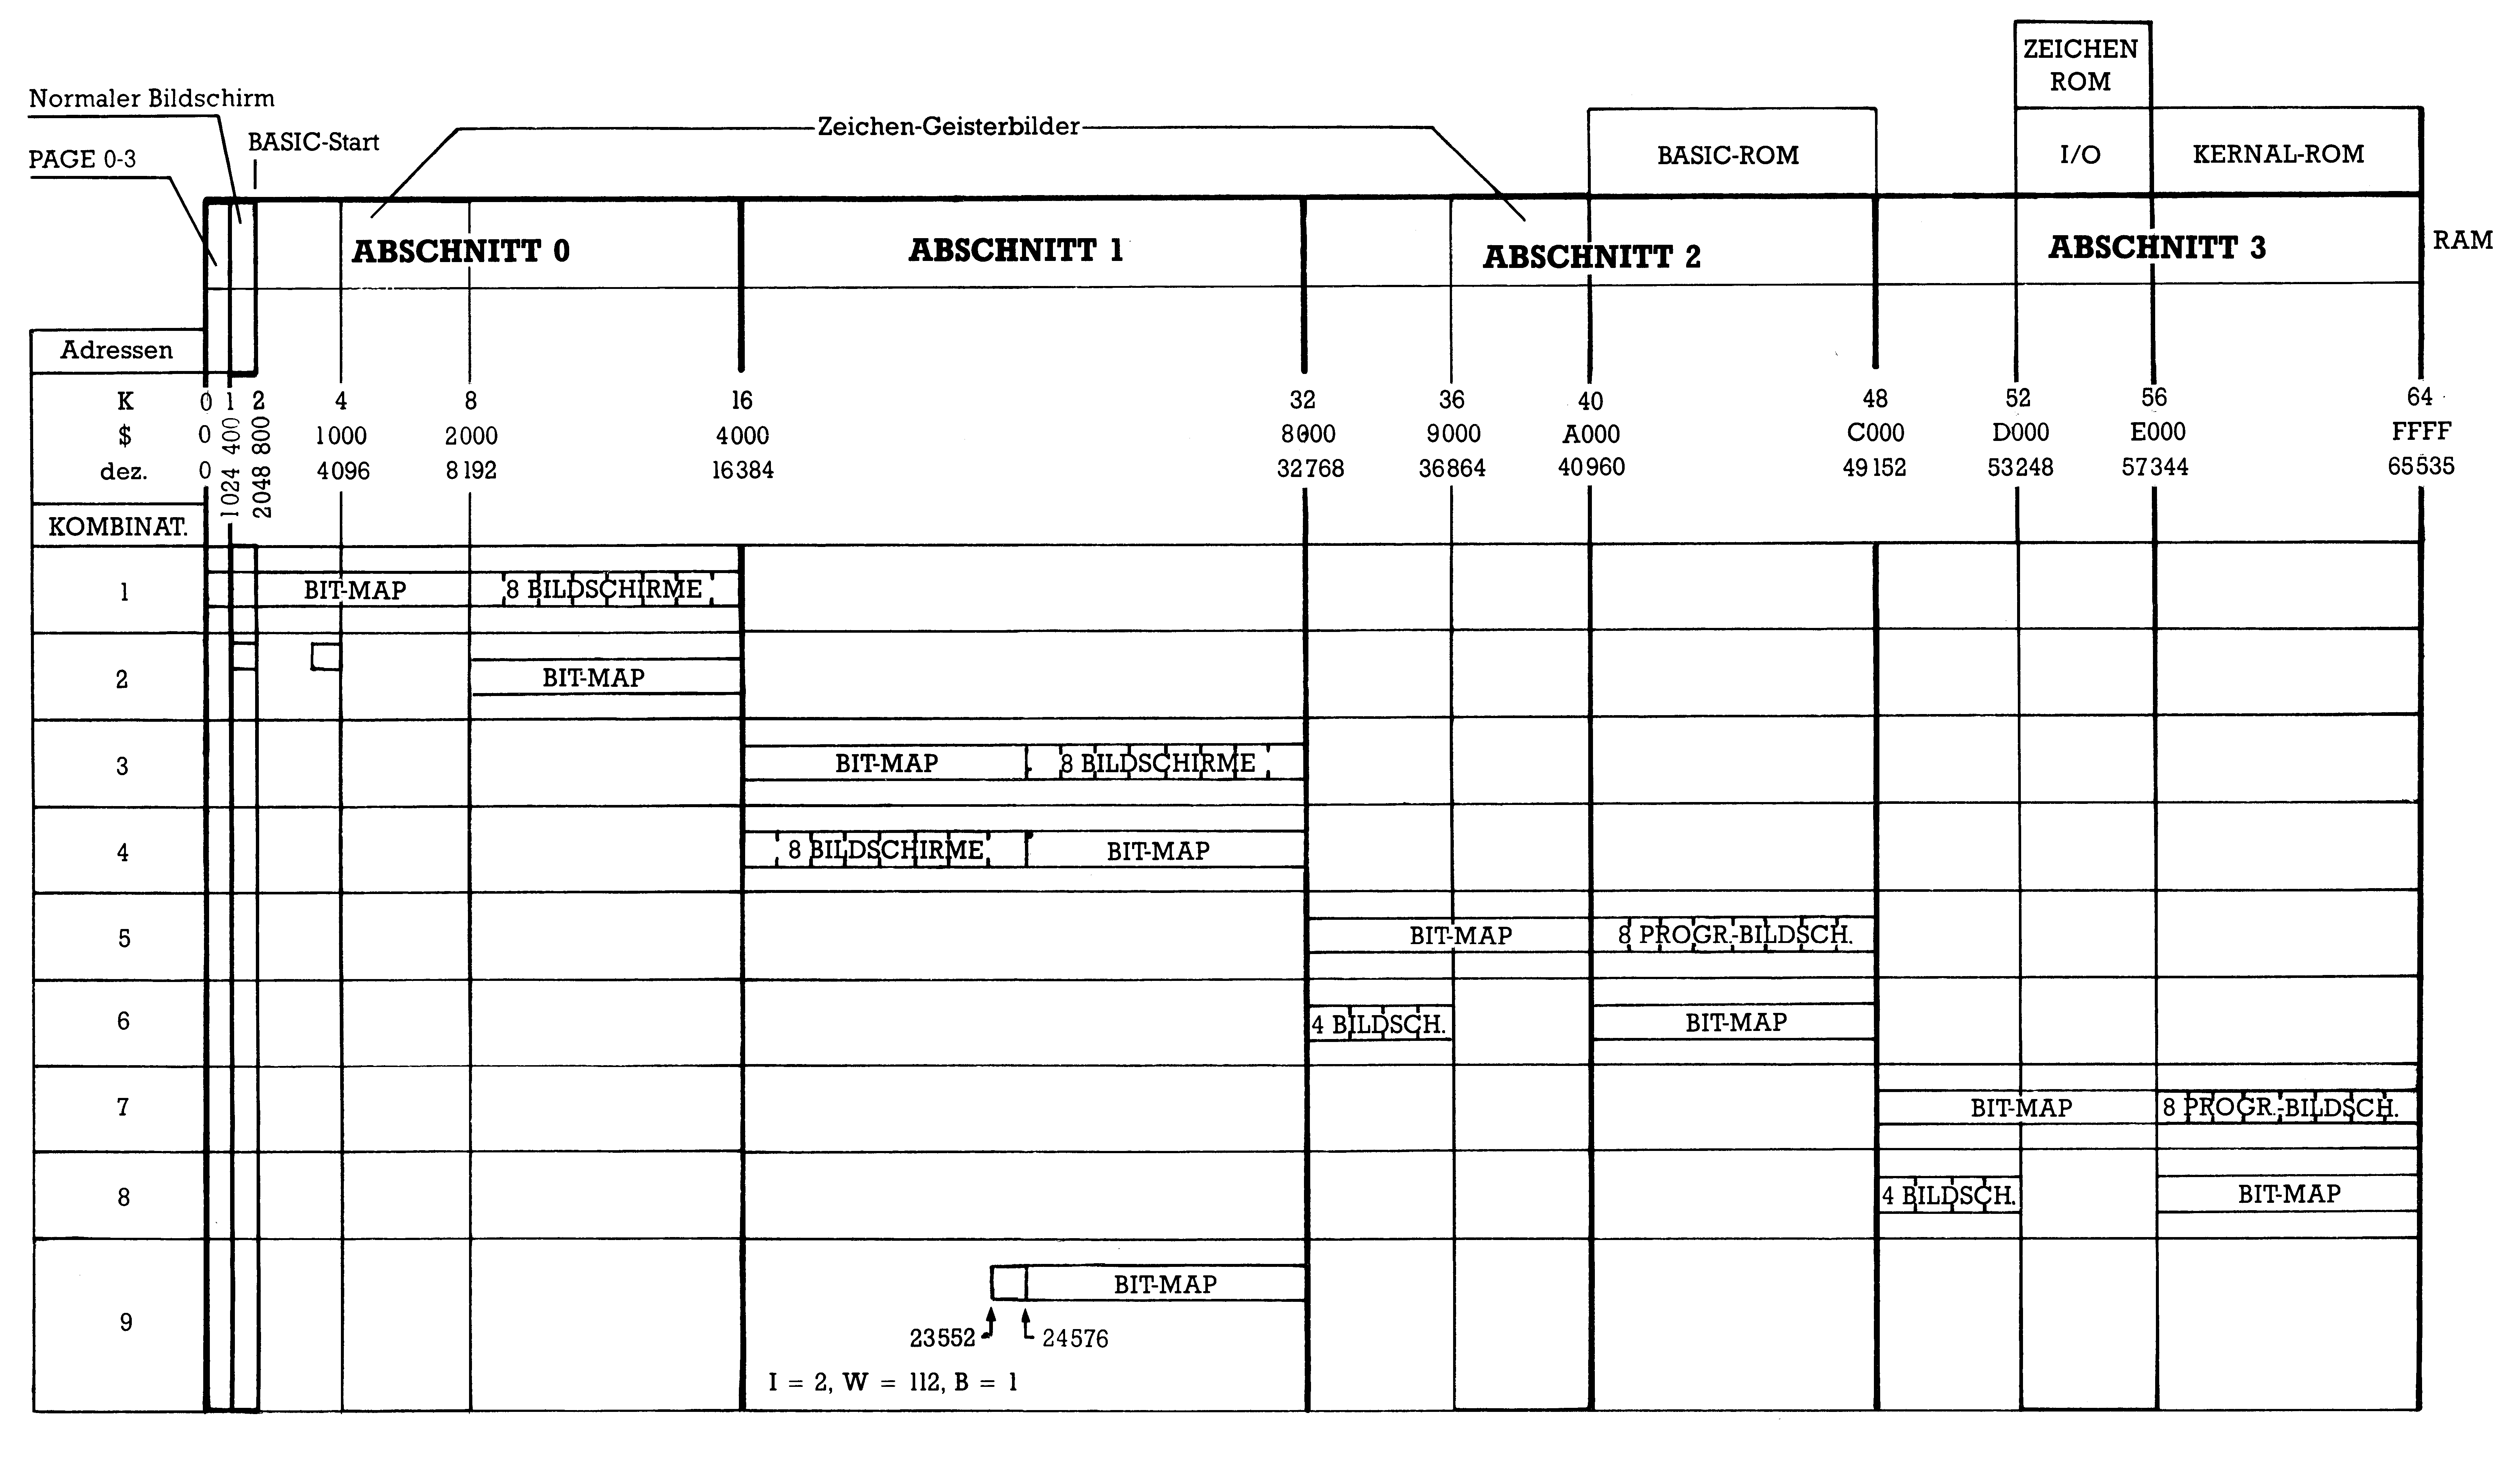 ZEICHEN
ROM
Normaler Bildschirm
BASIC-Start
Zeichen-Geisterbilder
PAGE 0-3
BASIC-ROM
I/O
KERNAL-ROM
ABSCHNITT 0
ABSCHNITT 1
ABSCHNITT 2
ABSCHNITT 3
RAM
Adressen
K 0 1 2 4 8 16 32 36 40 48 52 56 64
$ 0 400 800 1000 2000 4000 8000 9000 A000 C000 D000 E000 FFFF
dez. 0 1024 2048 4096 8192 16384 32768 36864 40960 49152 53248 57344 65535
KOMBINAT.
1 BIT-MAP 8 BILDSCHIRME
2 BIT-MAP
3 BIT-MAP 8 BILDSCHIRME
4 8 BILDSCHIRME BIT-MAP
5 BIT-MAP 8 PROGR.-BILDSCH.
6 4 BILDSCH. BIT-MAP
7 BIT-MAP 8 PROGR.-BILDSCH.
8 4 BILDSCH. BIT-MAP
9 BIT-MAP
23552 24576
I = 2, W = 112, B = 1